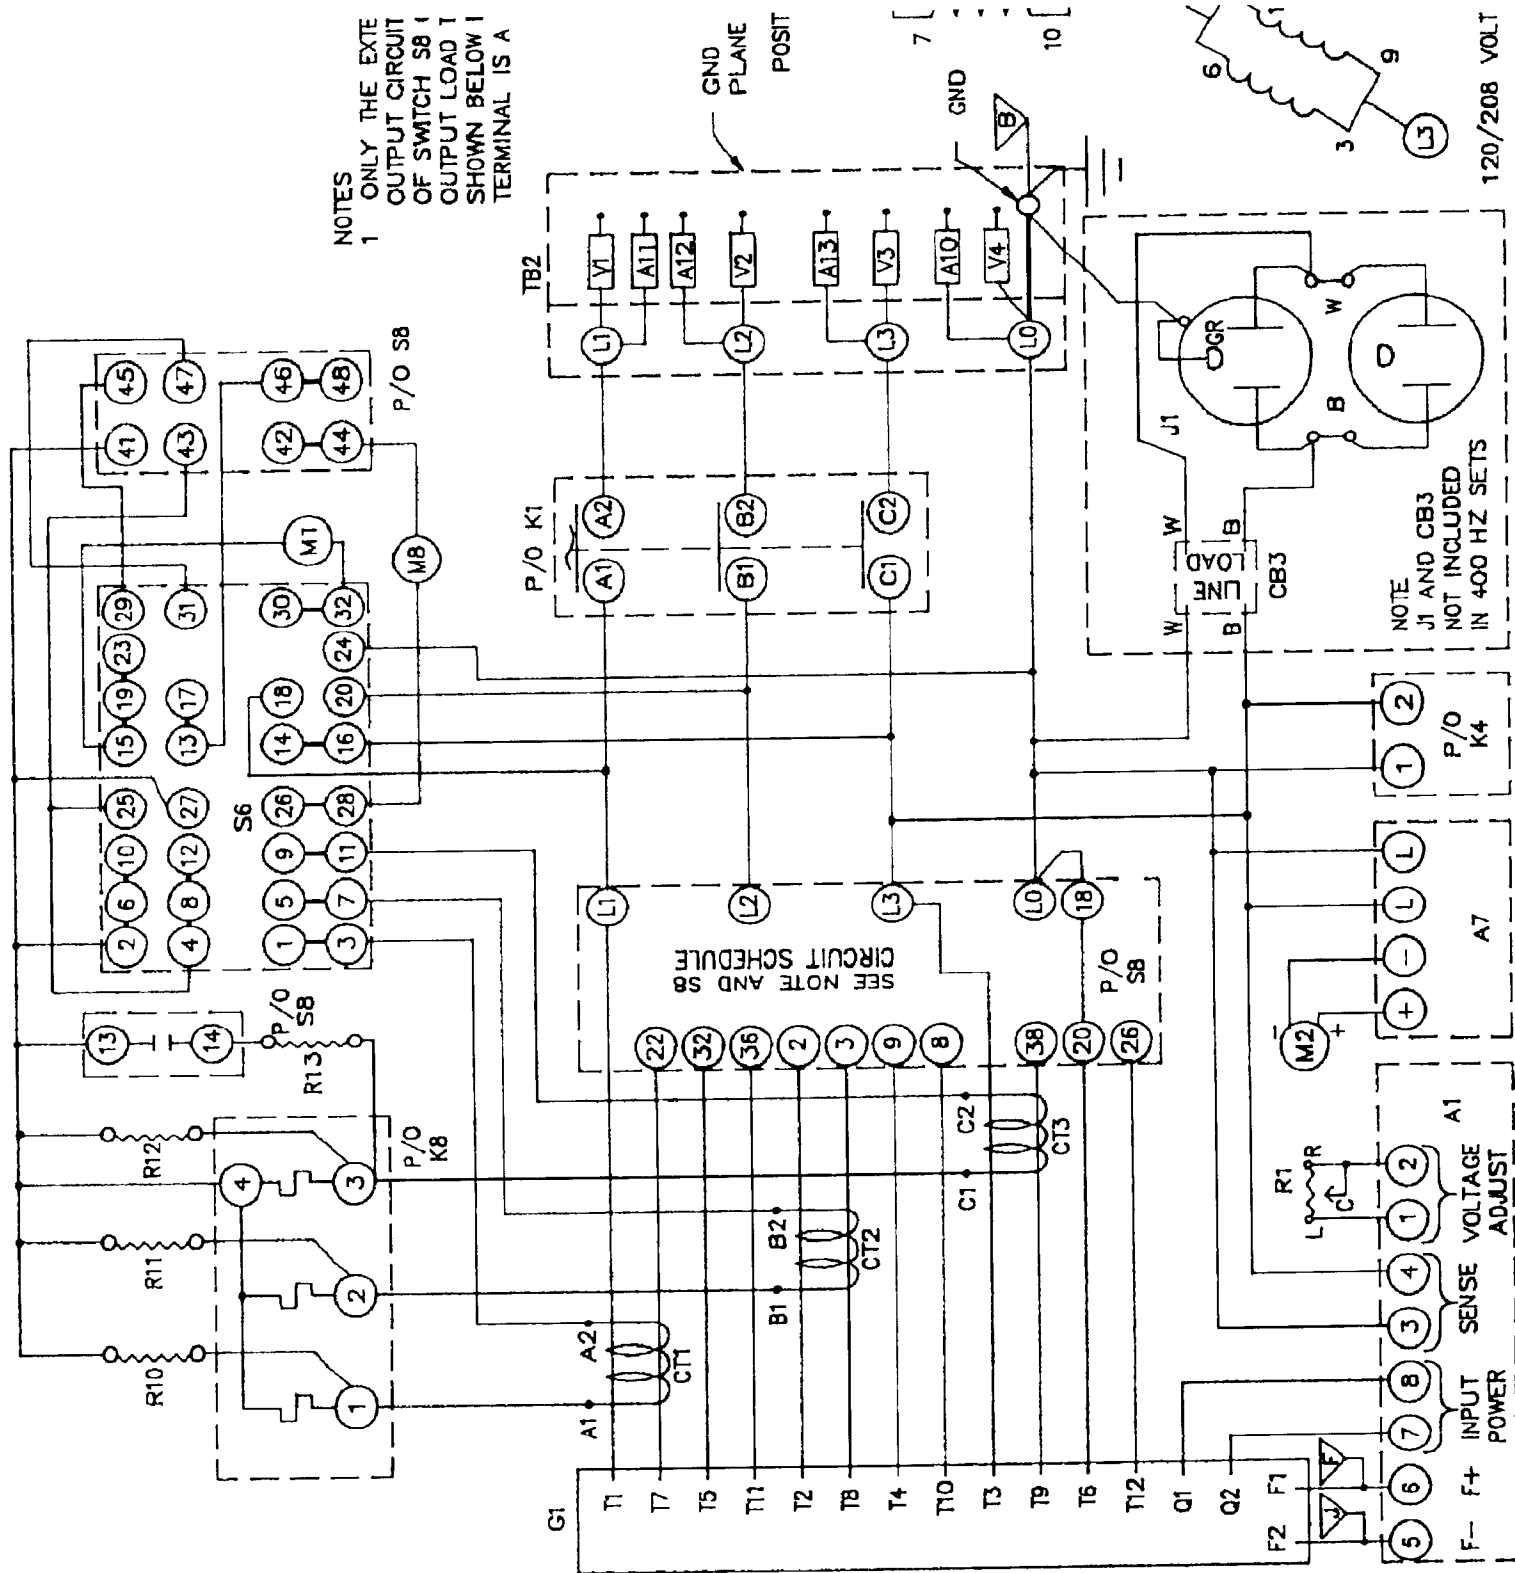 NOTES
1 ONLY THE EXTE
OUTPUT CIRCUIT
OF SWITCH S8
OUTPUT LOAD T
SHOWN BELOW
TERMINAL IS A
45
47
46
48
41
43
42
44
P/O S8
29
31
30
32
23
24
19
17
18
20
15
13
14
16
25
27
26
28
10
12
9
11
6
8
5
7
2
4
1
3
S6
M1
M8
13
14
P/O
S8
R13
R12
R11
R10
4
3
2
1
P/O
K8
GND
PLANE
POSIT
7
10
TB2
V1
A11
A12
V2
A13
V3
A10
V4
L1
L2
L3
L0
GND
B
P/O K1
A2
A1
B2
B1
C2
C1
L1
L2
L3
L0
18
SEE NOTE AND S8
CIRCUIT SCHEDULE
P/O
S8
22
32
36
2
3
9
8
38
20
26
A1
A2
CT1
B1
B2
CT2
C1
C2
CT3
G1
T1
T7
T5
T11
T2
T8
T4
T10
T3
T9
T6
T12
Q1
Q2
F1
F2
F
J
J1
GR
W
B
W
B
LINE
LOAD
W
B
CB3
NOTE
J1 AND CB3
NOT INCLUDED
IN 400 HZ SETS
6
9
3
L3
120/208 VOLT
2
1
P/O
K4
L
L
-
+
A7
M2
-
+
A1
R1
L
R
C
2
1
VOLTAGE
ADJUST
4
3
SENSE
8
7
INPUT
POWER
6
F+
5
F-